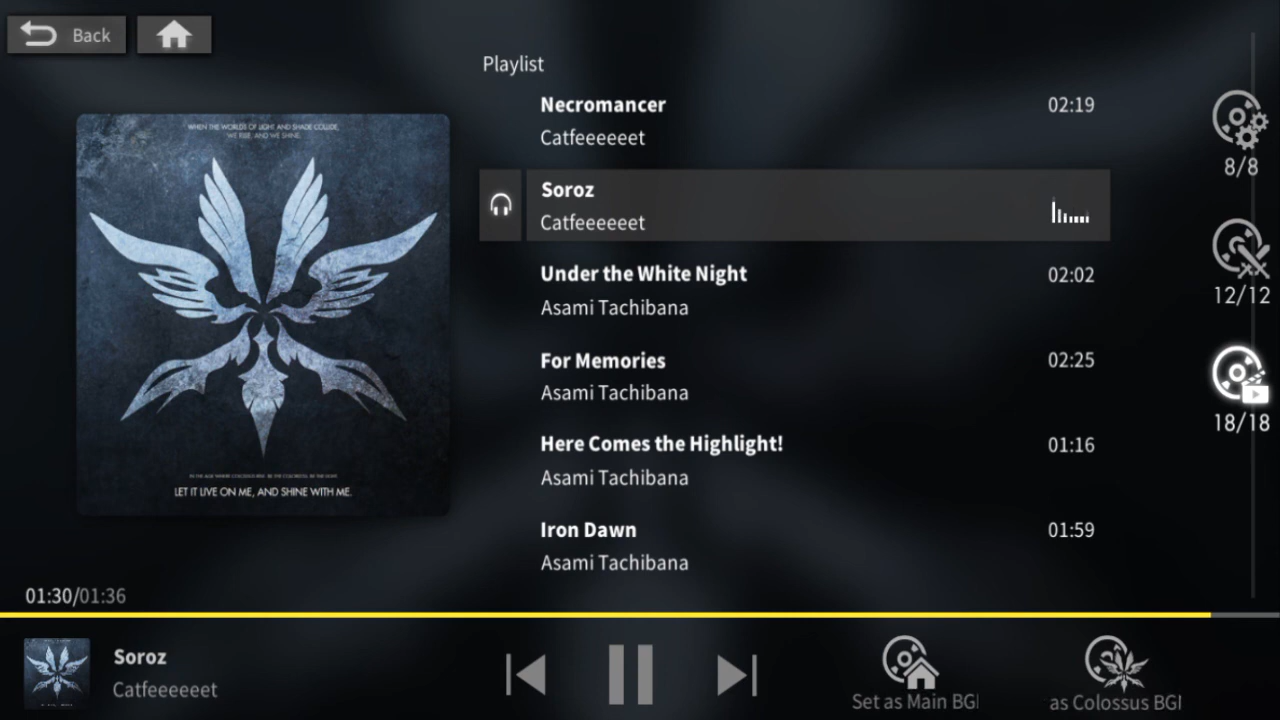 Back
Playlist
WHEN THE WORLDS OF LIGHT AND SHADE COLLIDE,
WE RISE, AND WE SHINE.
LET IT LIVE ON ME, AND SHINE WITH ME.
Necromancer
02:19
Catfeeeeeet
Soroz
Catfeeeeeet
Under the White Night
02:02
Asami Tachibana
For Memories
02:25
Asami Tachibana
Here Comes the Highlight!
01:16
Asami Tachibana
Iron Dawn
01:59
Asami Tachibana
8/8
12/12
18/18
01:30/01:36
Soroz
Catfeeeeeet
Set as Main BG
as Colossus BG